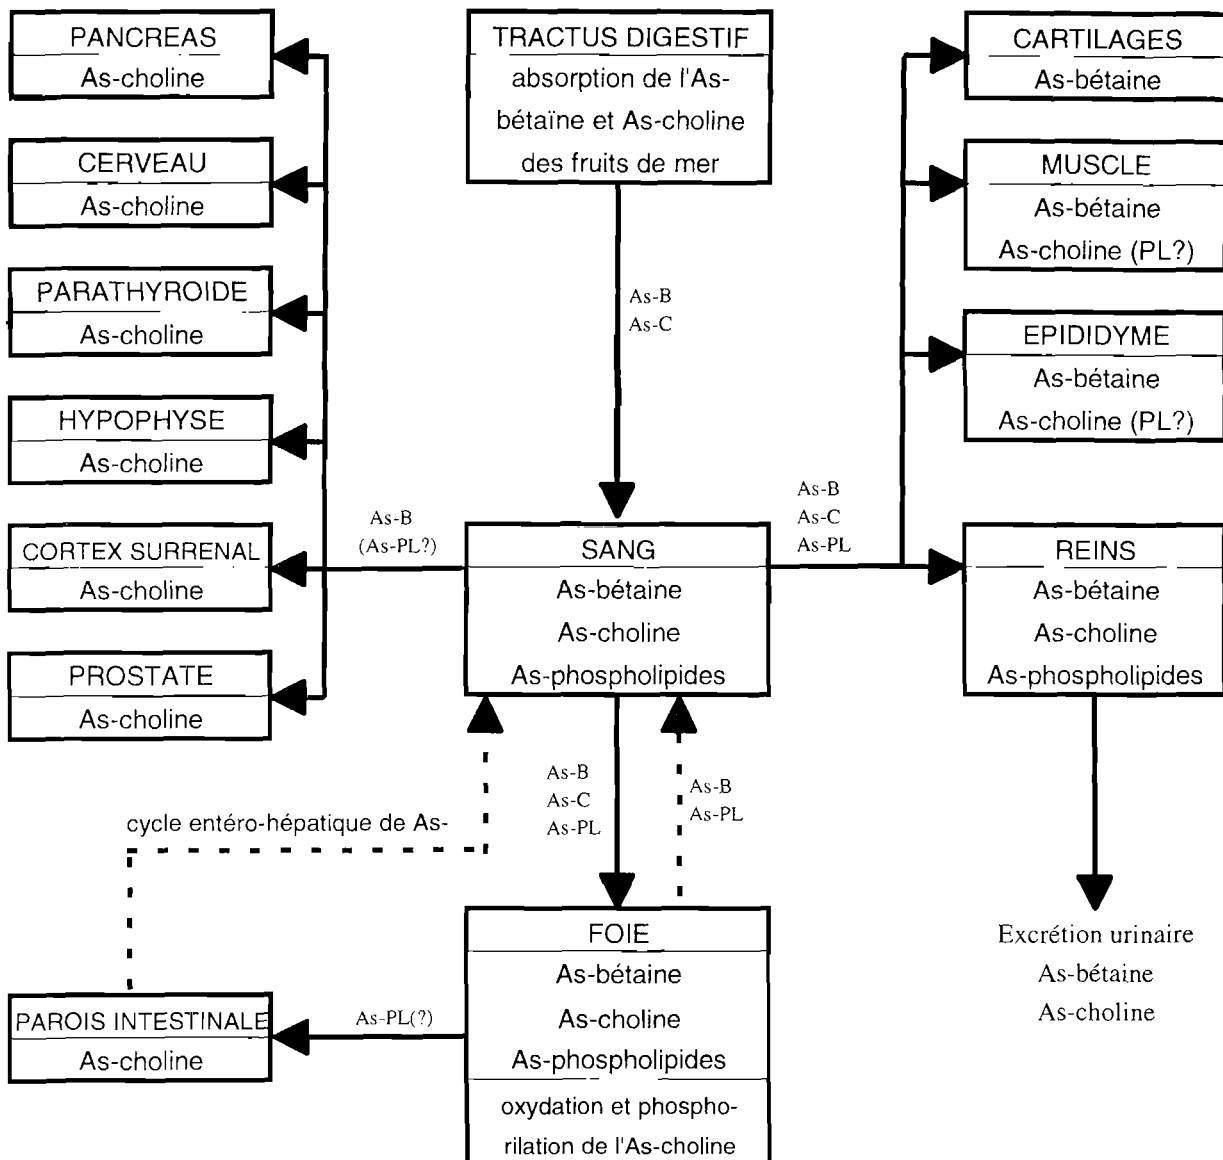 PANCREAS
As-choline
CERVEAU
As-choline
PARATHYROIDE
As-choline
HYPOPHYSE
As-choline
CORTEX SURRENAL
As-choline
PROSTATE
As-choline
TRACTUS DIGESTIF
absorption de l'As-
bétaïne et As-choline
des fruits de mer
As-B
As-C
As-B
(As-PL?)
SANG
As-bétaine
As-choline
As-phospholipides
As-B
As-C
As-PL
CARTILAGES
As-bétaine
MUSCLE
As-bétaine
As-choline (PL?)
EPIDIDYME
As-bétaine
As-choline (PL?)
REINS
As-bétaine
As-choline
As-phospholipides
Excrétion urinaire
As-bétaine
As-choline
As-B
As-C
As-PL
As-B
As-PL
cycle entéro-hépatique de As-
FOIE
As-bétaine
As-choline
As-phospholipides
oxydation et phospho-
rilation de l'As-choline
As-PL(?)
PAROIS INTESTINALE
As-choline